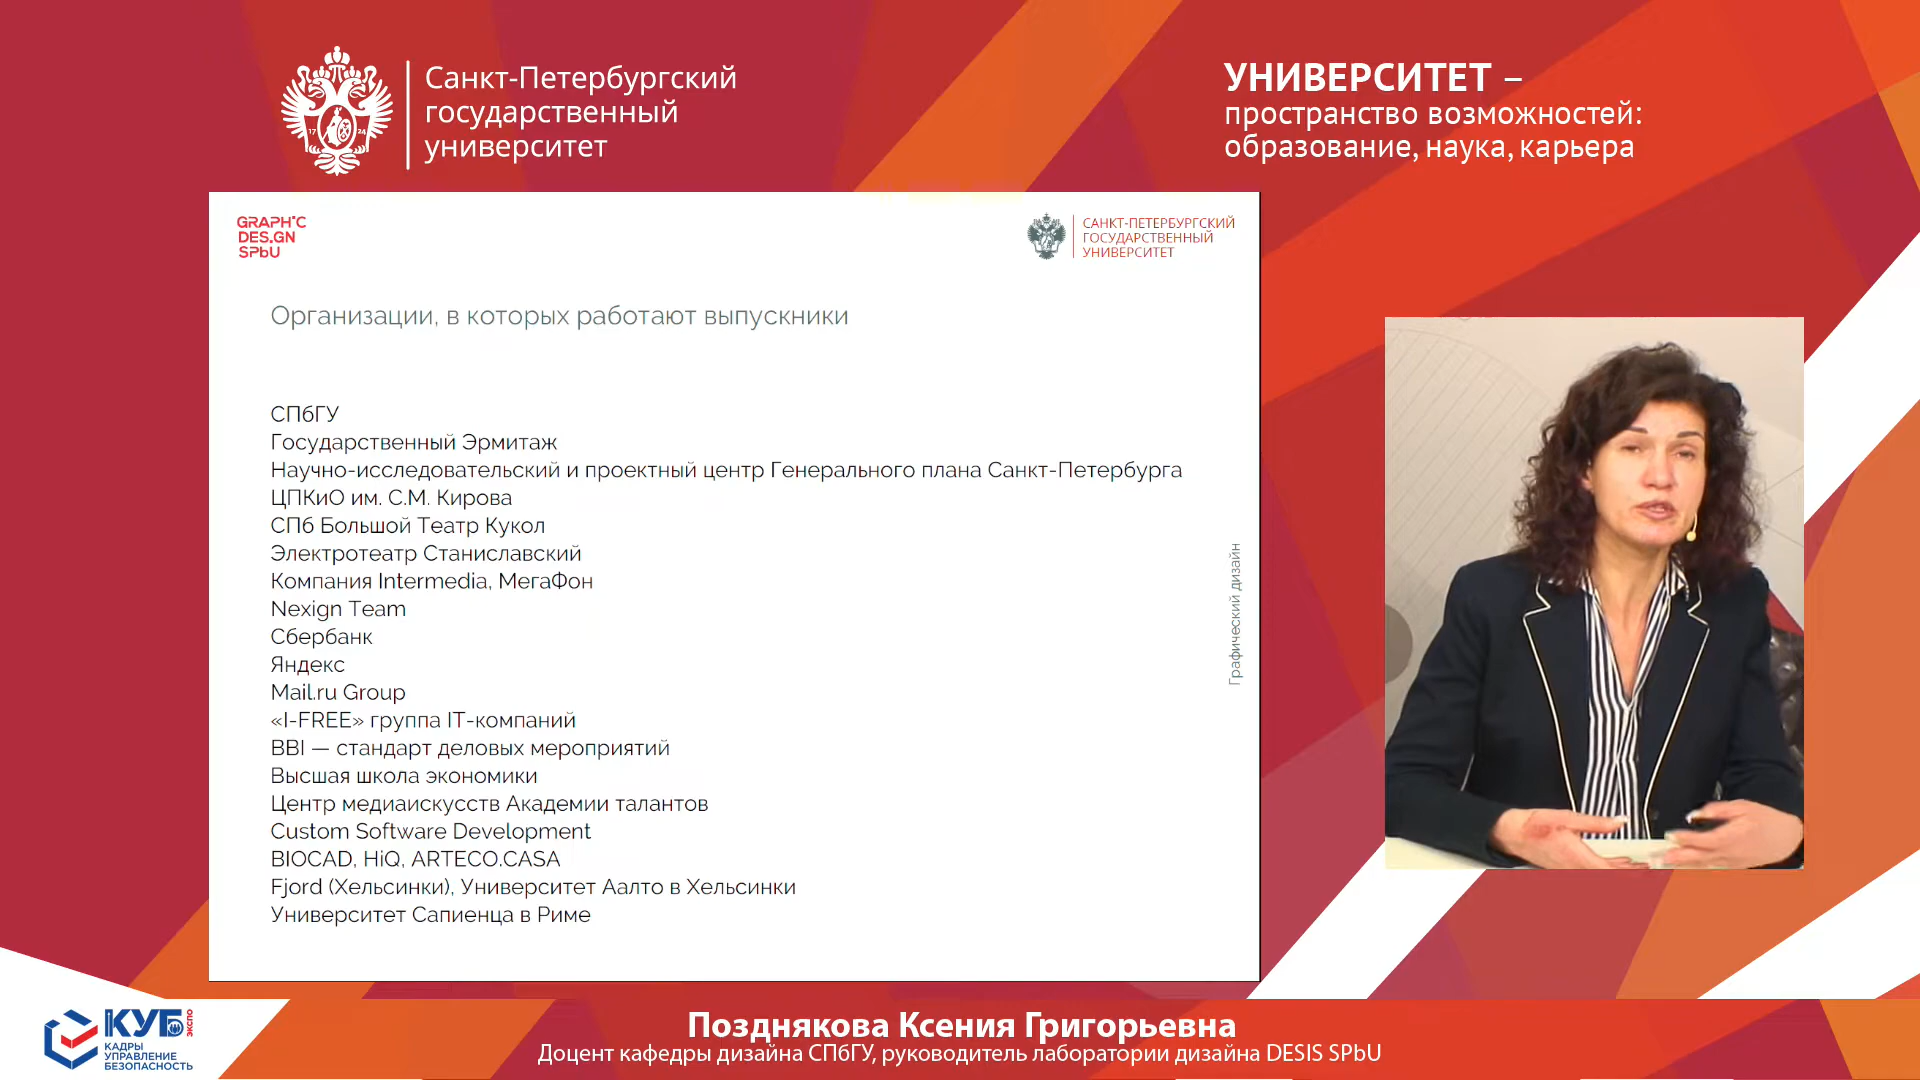 Санкт-Петербургский
государственный
университет
17 24
УНИВЕРСИТЕТ –
пространство возможностей:
образование, наука, карьера
GRAPH*C
DES.GN
SPbU
САНКТ-ПЕТЕРБУРГСКИЙ
ГОСУДАРСТВЕННЫЙ
УНИВЕРСИТЕТ
Организации, в которых работают выпускники
СПбГУ
Государственный Эрмитаж
Научно-исследовательский и проектный центр Генерального плана Санкт-Петербурга
ЦПКиО им. С.М. Кирова
СПб Большой Театр Кукол
Электротеатр Станиславский
Компания Intermedia, МегаФон
Nexign Team
Сбербанк
Яндекс
Mail.ru Group
«I-FREE» группа IT-компаний
BBI — стандарт деловых мероприятий
Высшая школа экономики
Центр медиаискусств Академии талантов
Custom Software Development
BIOCAD, HiQ, ARTECO.CASA
Fjord (Хельсинки), Университет Аалто в Хельсинки
Университет Сапиенца в Риме
Графический дизайн
КУБ
ЭКСПО
КАДРЫ
УПРАВЛЕНИЕ
БЕЗОПАСНОСТЬ
Позднякова Ксения Григорьевна
Доцент кафедры дизайна СПбГУ, руководитель лаборатории дизайна DESIS SPbU